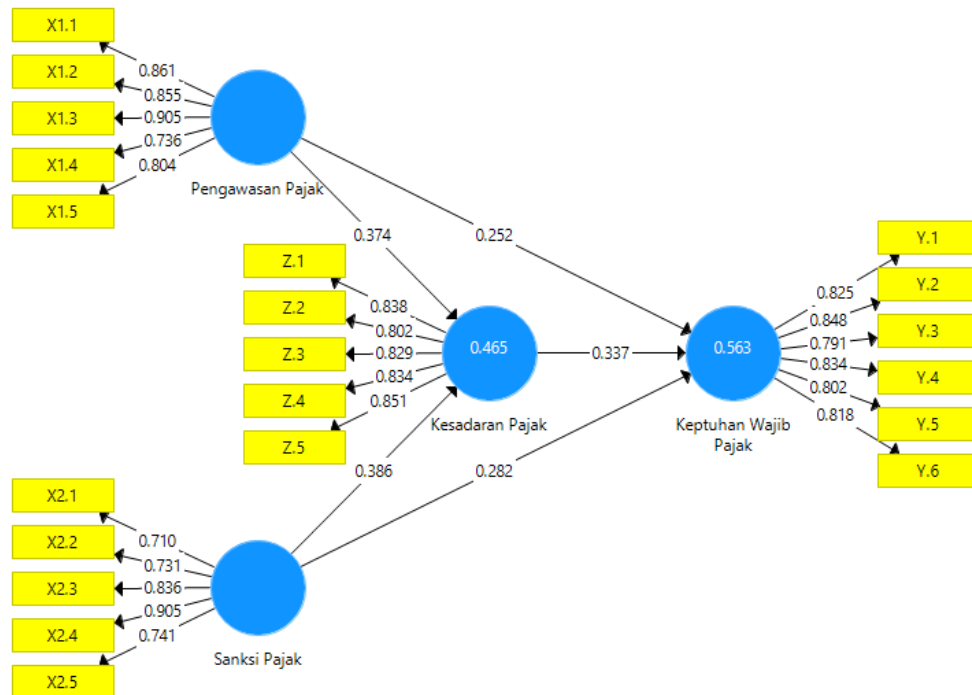 X1.1
X1.2
X1.3
X1.4
X1.5
0.861
0.855
0.905
0.736
0.804
Pengawasan Pajak
0.374
0.252
Z.1
Z.2
Z.3
Z.4
Z.5
0.838
0.802
0.829
0.834
0.851
0.465
Kesadaran Pajak
0.337
0.563
Keptuhan Wajib
Pajak
0.825
0.848
0.791
0.834
0.802
0.818
Y.1
Y.2
Y.3
Y.4
Y.5
Y.6
0.386
0.282
X2.1
X2.2
X2.3
X2.4
X2.5
0.710
0.731
0.836
0.905
0.741
Sanksi Pajak